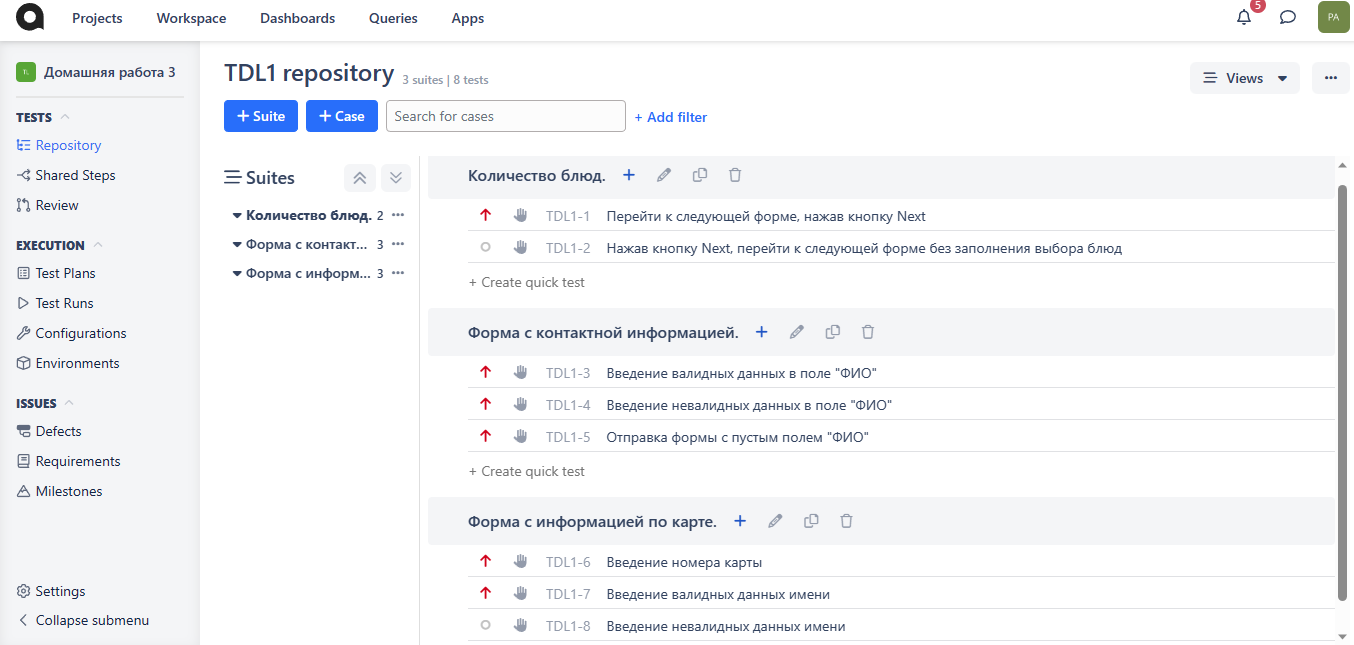 Projects Workspace Dashboards Queries Apps 5 PA
TL Домашняя работа 3
TESTS
Repository
Shared Steps
Review
EXECUTION
Test Plans
Test Runs
Configurations
Environments
ISSUES
Defects
Requirements
Milestones
Settings
Collapse submenu
TDL1 repository 3 suites | 8 tests
Views
+ Suite + Case Search for cases + Add filter
Suites
Количество блюд. 2
Форма с контакт... 3
Форма с информ... 3
Количество блюд.
TDL1-1 Перейти к следующей форме, нажав кнопку Next
TDL1-2 Нажав кнопку Next, перейти к следующей форме без заполнения выбора блюд
+ Create quick test
Форма с контактной информацией.
TDL1-3 Введение валидных данных в поле "ФИО"
TDL1-4 Введение невалидных данных в поле "ФИО"
TDL1-5 Отправка формы с пустым полем "ФИО"
+ Create quick test
Форма с информацией по карте.
TDL1-6 Введение номера карты
TDL1-7 Введение валидных данных имени
TDL1-8 Введение невалидных данных имени